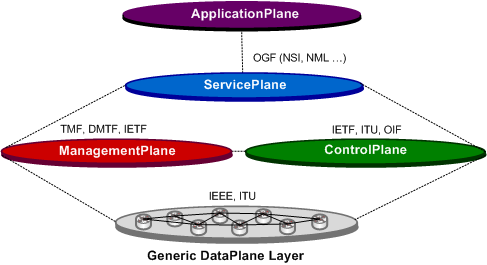 ApplicationPlane
OGF (NSI, NML ...)
ServicePlane
TMF, DMTF, IETF
IETF, ITU, OIF
ManagementPlane
ControlPlane
IEEE, ITU
Generic DataPlane Layer